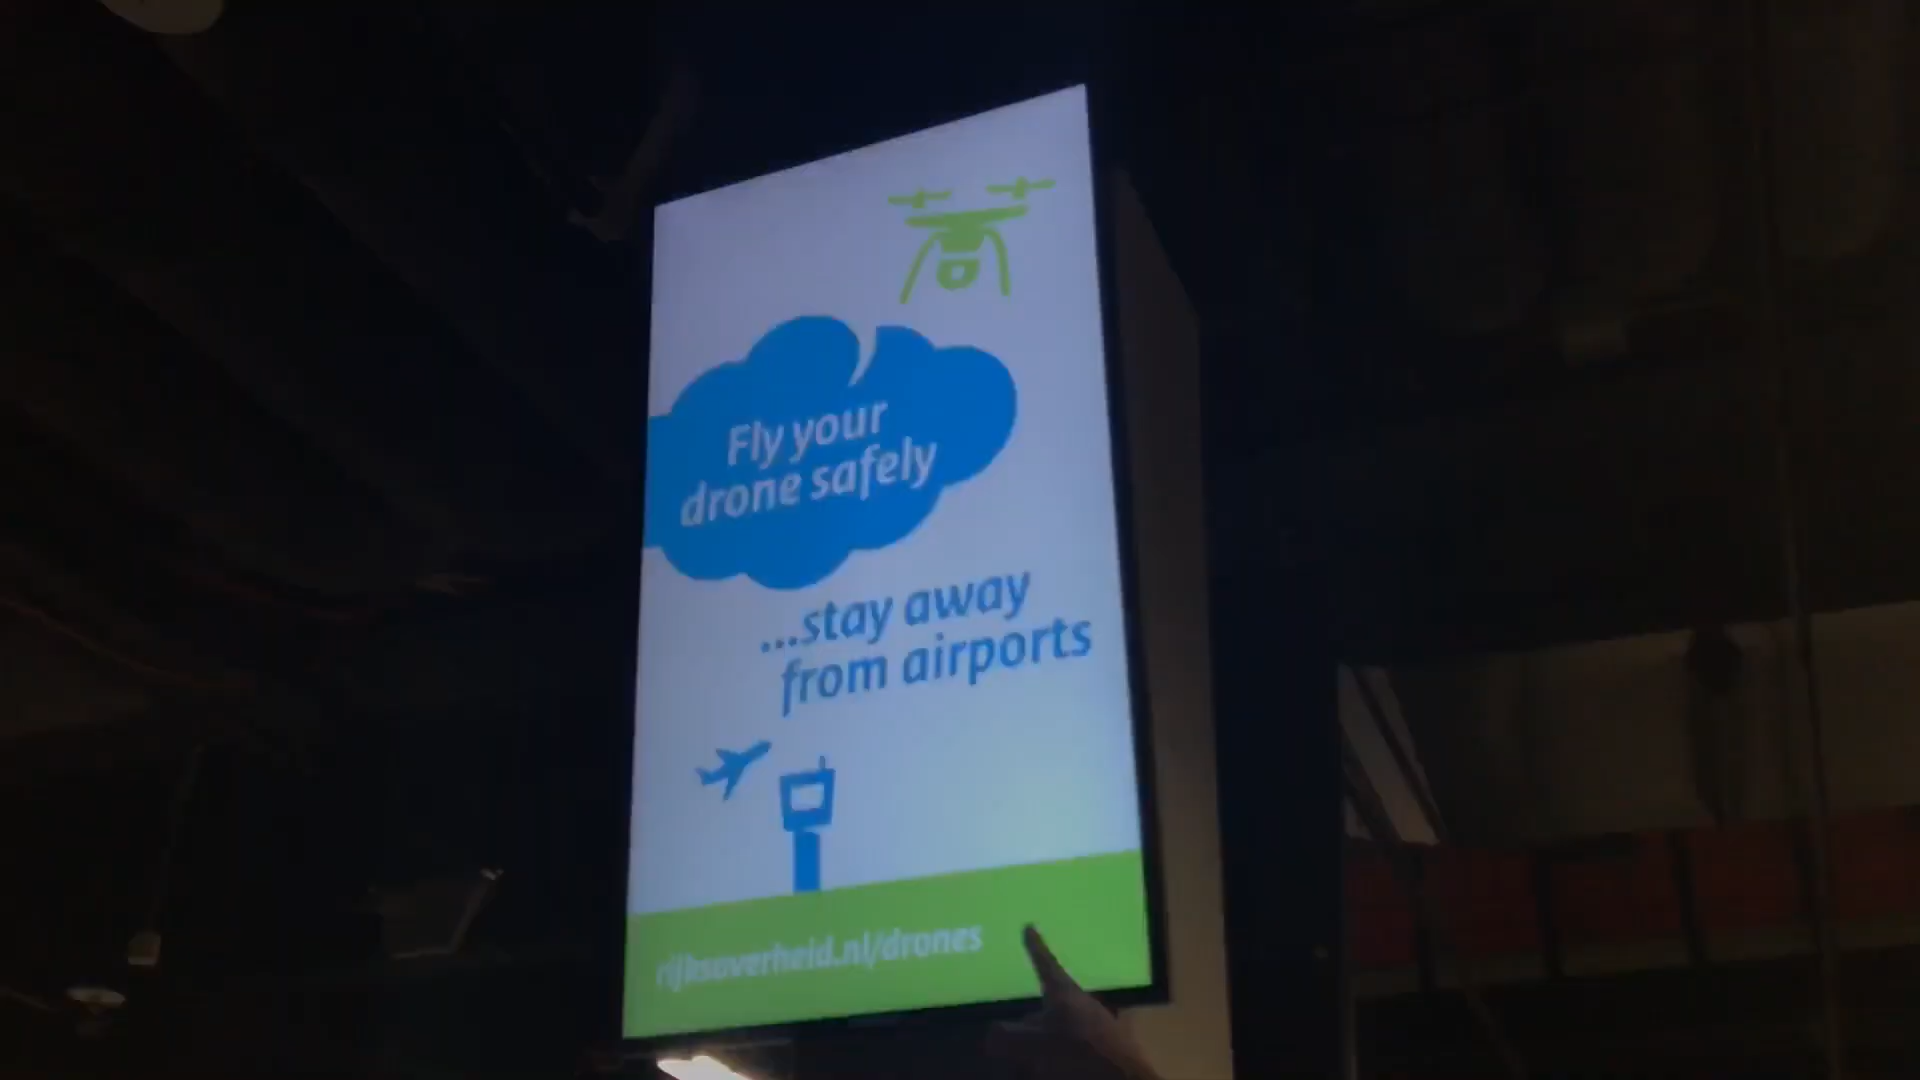 Fly your
drone safely
...stay away
from airports
rijksoverheid.nl/drones